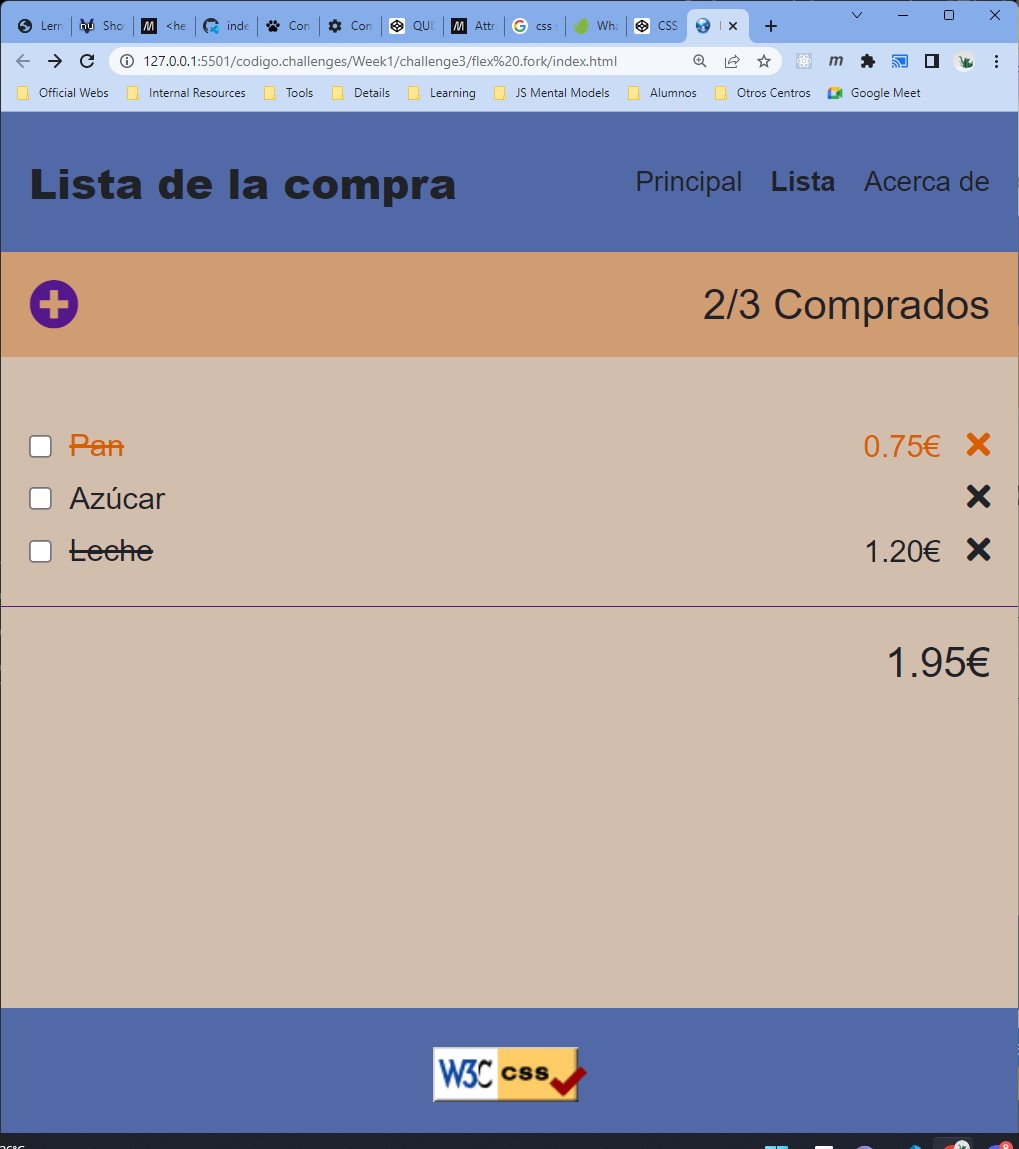 Lern Sho <he inde Con Con QUI Attr css Wha CSS
127.0.0.1:5501/codigo.challenges/Week1/challenge3/flex%20.fork/index.html
Official Webs Internal Resources Tools Details Learning JS Mental Models Alumnos Otros Centros Google Meet
Lista de la compra Principal Lista Acerca de
2/3 Comprados
Pan 0.75€
Azúcar
Leche 1.20€
1.95€
W3C css